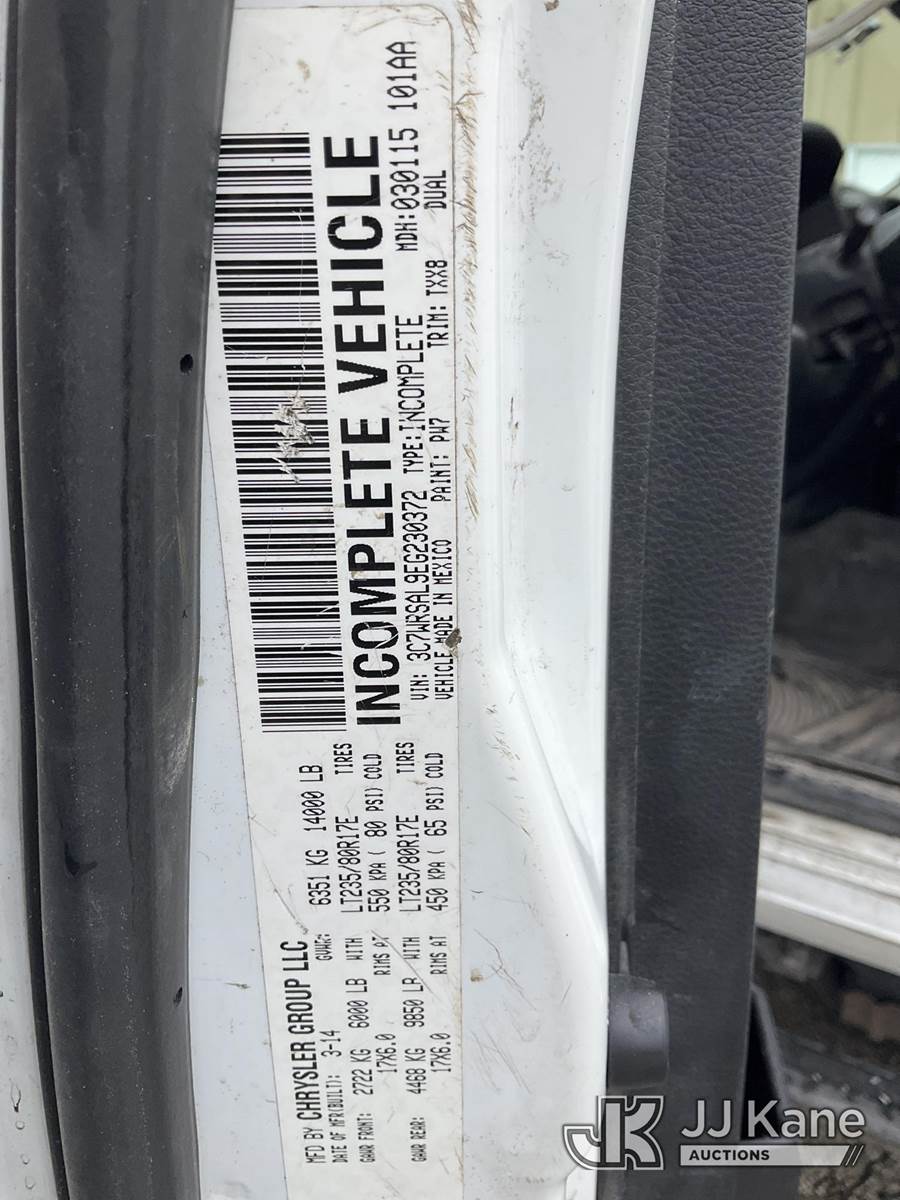 MFD BY CHRYSLER GROUP LLC
DATE OF MFR(BUILT): 3-14 GVWR: 6351 KG 14000 LB
GAWR FRONT: 2722 KG 6000 LB WITH LT235/80R17E TIRES
17X6.0 RIMS AT 550 KPA ( 80 PSI) COLD
GAWR REAR: 4468 KG 9850 LB WITH LT235/80R17E TIRES
17X6.0 RIMS AT 450 KPA ( 65 PSI) COLD
INCOMPLETE VEHICLE
MDH:030115 101AA
VIN: 3C7WRSAL9EG230372 TYPE:INCOMPLETE DUAL
VEHICLE MADE IN MEXICO PAINT: PW7 TRIM: TXX8
JK JJ Kane
AUCTIONS